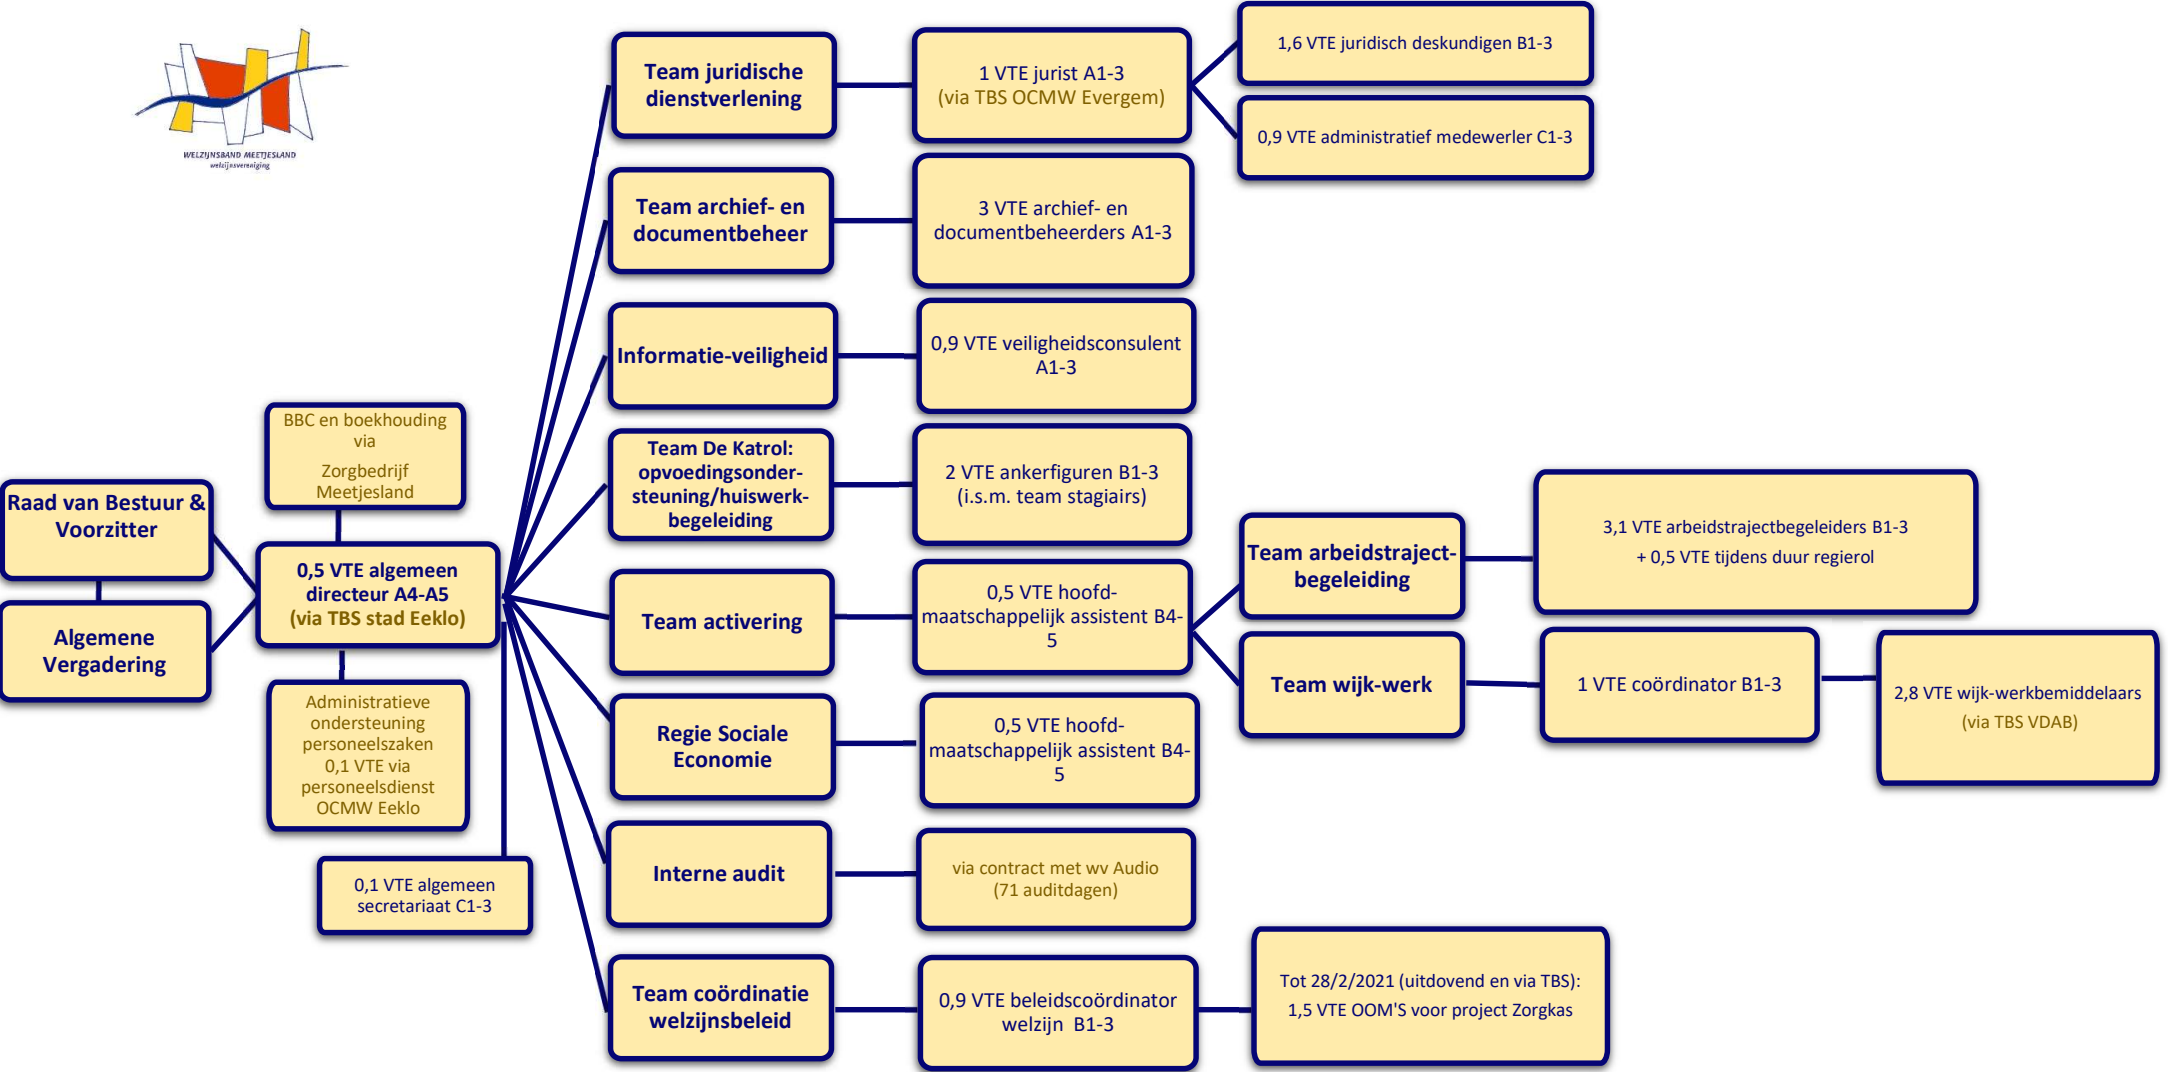 WELZIJNSBAND MEETJESLAND
welzijnsvereniging
Raad van Bestuur &
Voorzitter
Algemene
Vergadering
BBC en boekhouding
via
Zorgbedrijf
Meetjesland
0,5 VTE algemeen
directeur A4-A5
(via TBS stad Eeklo)
Administratieve
ondersteuning
personeelszaken
0,1 VTE via
personeelsdienst
OCMW Eeklo
0,1 VTE algemeen
secretariaat C1-3
Team juridische
dienstverlening
1 VTE jurist A1-3
(via TBS OCMW Evergem)
1,6 VTE juridisch deskundigen B1-3
0,9 VTE administratief medewerler C1-3
Team archief- en
documentbeheer
3 VTE archief- en
documentbeheerders A1-3
Informatie-veiligheid
0,9 VTE veiligheidsconsulent
A1-3
Team De Katrol:
opvoedingsonder-
steuning/huiswerk-
begeleiding
2 VTE ankerfiguren B1-3
(i.s.m. team stagiairs)
Team activering
0,5 VTE hoofd-
maatschappelijk assistent B4-
5
Team arbeidstraject-
begeleiding
3,1 VTE arbeidstrajectbegeleiders B1-3
+ 0,5 VTE tijdens duur regierol
Team wijk-werk
1 VTE coördinator B1-3
2,8 VTE wijk-werkbemiddelaars
(via TBS VDAB)
Regie Sociale
Economie
0,5 VTE hoofd-
maatschappelijk assistent B4-
5
Interne audit
via contract met wv Audio
(71 auditdagen)
Team coördinatie
welzijnsbeleid
0,9 VTE beleidscoördinator
welzijn B1-3
Tot 28/2/2021 (uitdovend en via TBS):
1,5 VTE OOM'S voor project Zorgkas